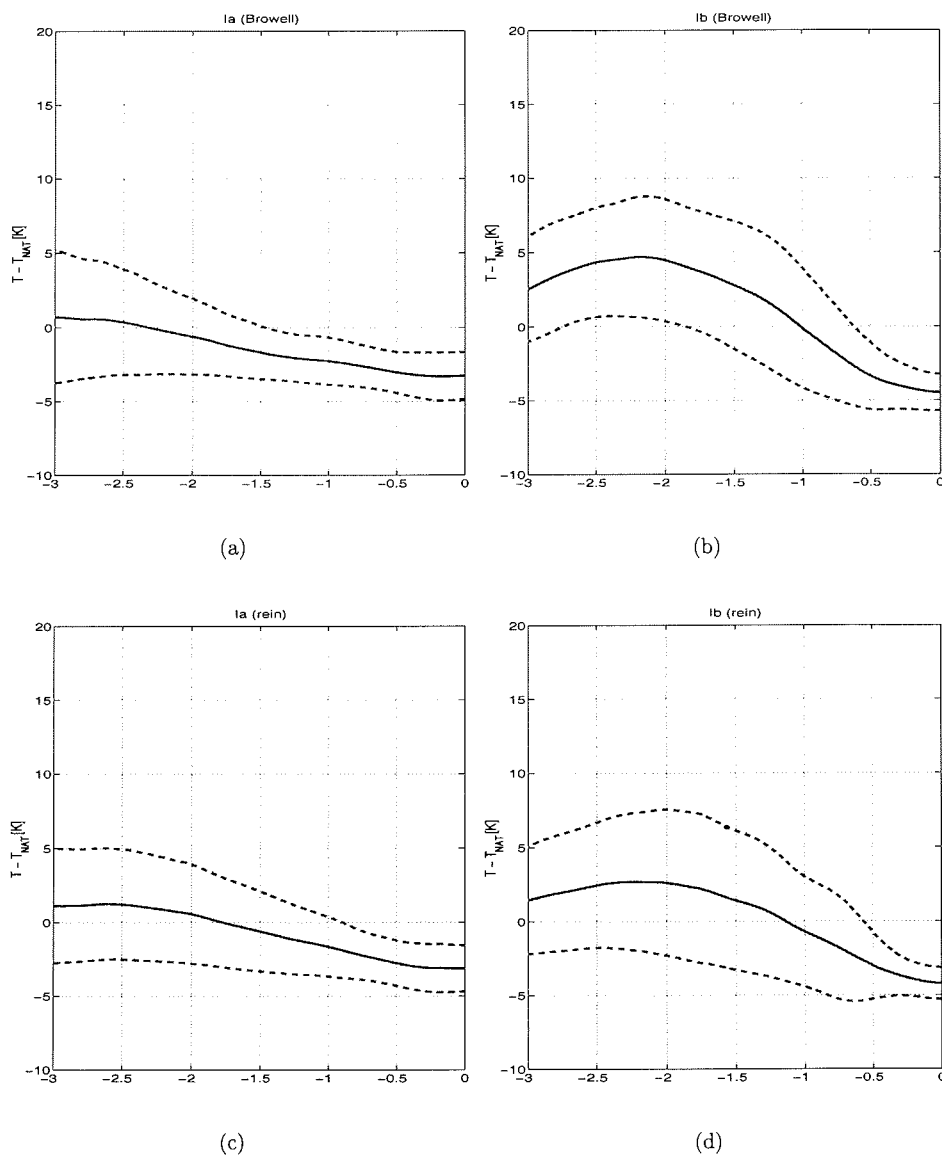 Ia (Browell)
20
15
10
5
0
−5
−10
T − T_NAT [K]
−3 −2.5 −2 −1.5 −1 −0.5 0
(a)
Ib (Browell)
20
15
10
5
0
−5
−10
T − T_NAT [K]
−3 −2.5 −2 −1.5 −1 −0.5 0
(b)
Ia (rein)
20
15
10
5
0
−5
−10
T − T_NAT [K]
−3 −2.5 −2 −1.5 −1 −0.5 0
(c)
Ib (rein)
20
15
10
5
0
−5
−10
T − T_NAT [K]
−3 −2.5 −2 −1.5 −1 −0.5 0
(d)